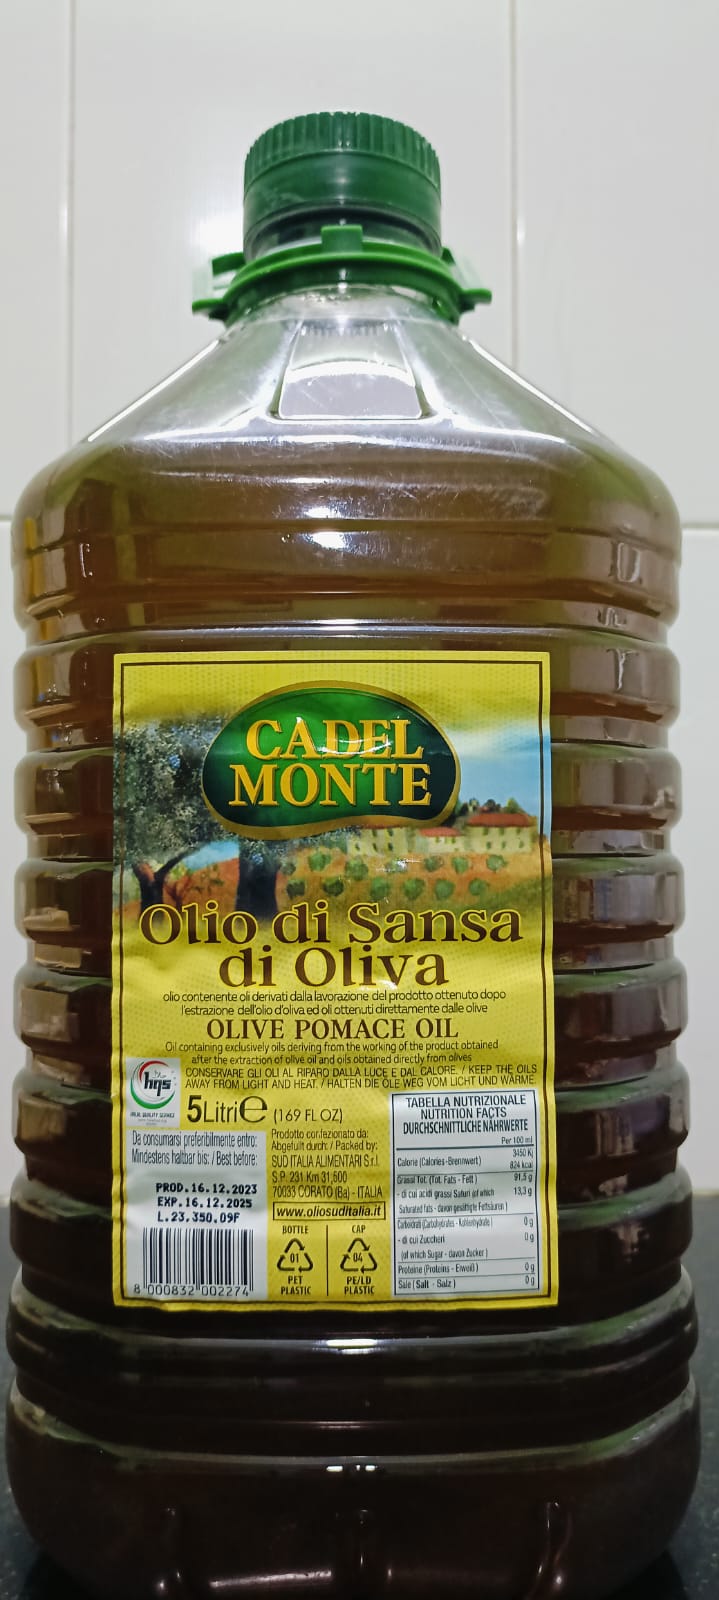 CADEL
MONTE
Olio di Sansa
di Oliva
olio contenente oli derivati dalla lavorazione del prodotto ottenuto dopo
l'estrazione dell'olio d'oliva ed oli ottenuti direttamente dalle olive
OLIVE POMACE OIL
Oil containing exclusively oils deriving from the working of the product obtained
after the extraction of olive oil and oils obtained directly from olives
CONSERVARE GLI OLI AL RIPARO DALLA LUCE E DAL CALORE. / KEEP THE OILS
AWAY FROM LIGHT AND HEAT. / HALTEN DIE ÖLE WEG VOM LICHT UND WÄRME.
hqs
HALAL QUALITY SERVICE
5 Litri e (169 FL OZ)
Da consumarsi preferibilmente entro:
Mindestens haltbar bis: / Best before:
PROD. 16.12.2023
EXP. 16.12.2025
L.23.350.09F
8 000832 002274
Prodotto confezionato da:
Abgefullt durch: / Packed by:
SUD ITALIA ALIMENTARI S.r.l.
S.P. 231 Km 31,500
70033 CORATO (Ba) - ITALIA
www.oliosuditalia.it
BOTTLE
01
PET
PLASTIC
CAP
04
PE/LD
PLASTIC
TABELLA NUTRIZIONALE
NUTRITION FACTS
DURCHSCHNITTLICHE NÄHRWERTE
Per 100 ml
3450 Kj
Calorie (Calories - Brennwert) 824 kcal
Grassi Tot. (Tot. Fats - Fett) 91,5 g
- di cui acidi grassi Saturi (of which 13,3 g
Saturated fats - davon gesättigte Fettsäuren)
Carboidrati (Carbohydrates - Kohlenhydrate) 0 g
- di cui Zuccheri 0 g
(of which Sugar - davon Zucker)
Proteine (Proteins - Eiweiß) 0 g
Sale (Salt - Salz) 0 g